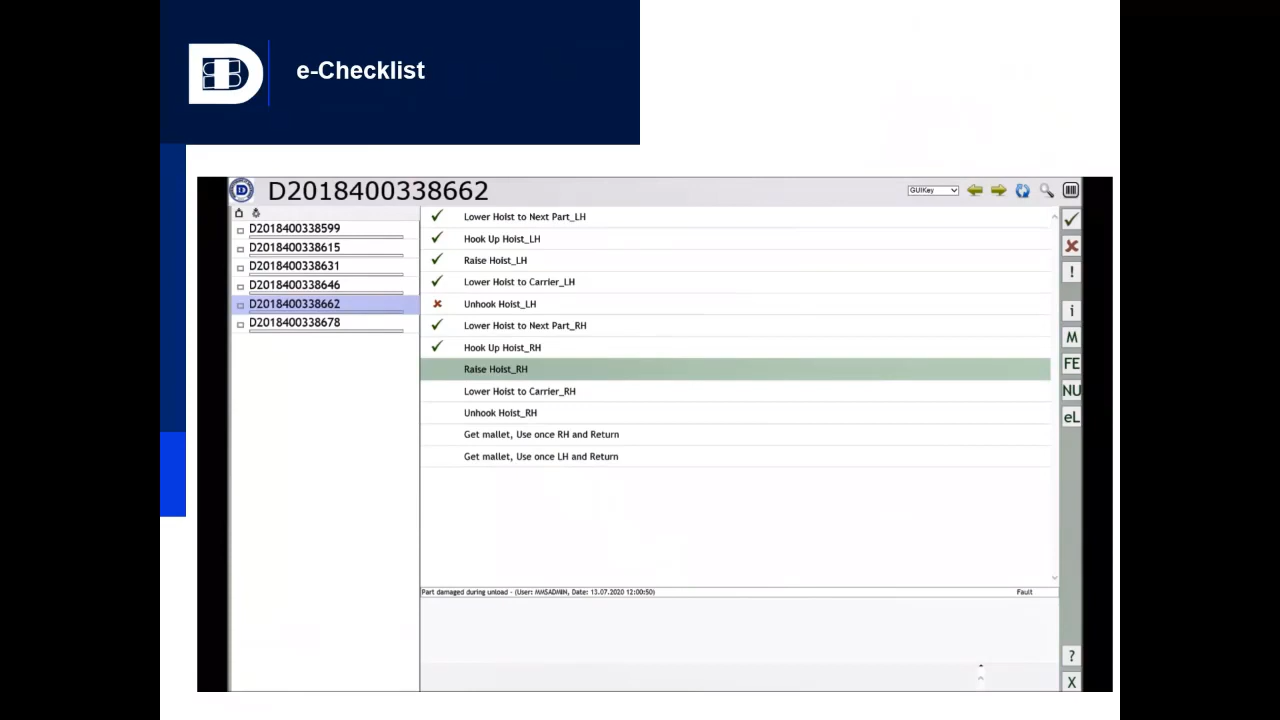 e-Checklist
D2018400338662
GUIKey
D2018400338599
D2018400338615
D2018400338631
D2018400338646
D2018400338662
D2018400338678
Lower Hoist to Next Part_LH
Hook Up Hoist_LH
Raise Hoist_LH
Lower Hoist to Carrier_LH
Unhook Hoist_LH
Lower Hoist to Next Part_RH
Hook Up Hoist_RH
Raise Hoist_RH
Lower Hoist to Carrier_RH
Unhook Hoist_RH
Get mallet, Use once RH and Return
Get mallet, Use once LH and Return
Part damaged during unload - (User: MMSADMIN, Date: 13.07.2020 12:00:50) Fault
!
i
M
FE
NU
eL
?
X